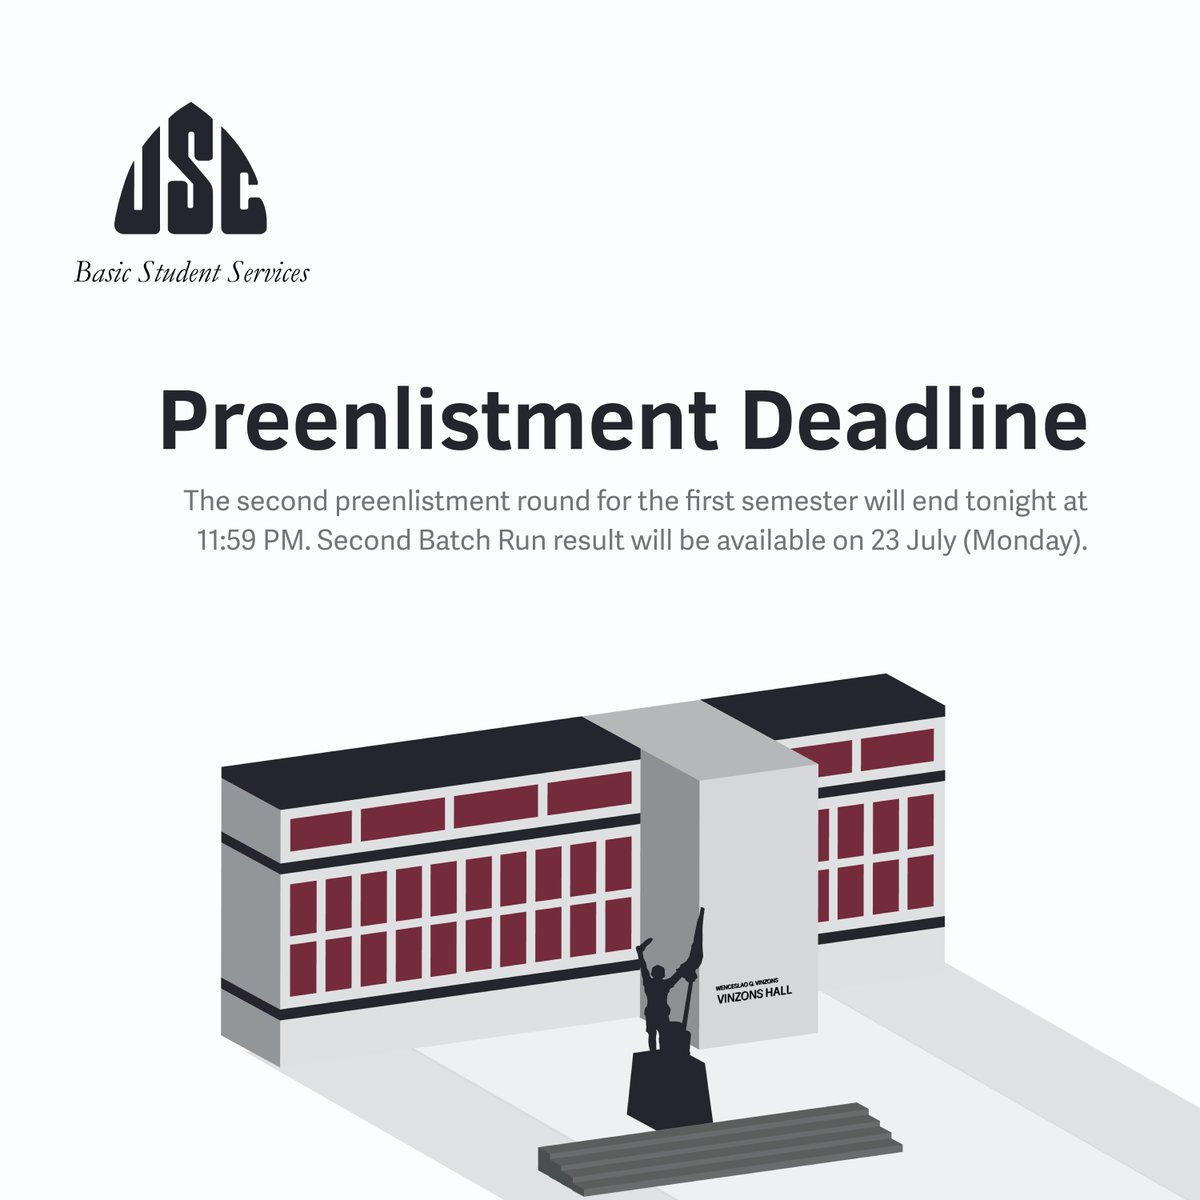 USC
Basic Student Services
Preenlistment Deadline
The second preenlistment round for the first semester will end tonight at
11:59 PM. Second Batch Run result will be available on 23 July (Monday).
WENCESLAO Q. VINZONS
VINZONS HALL